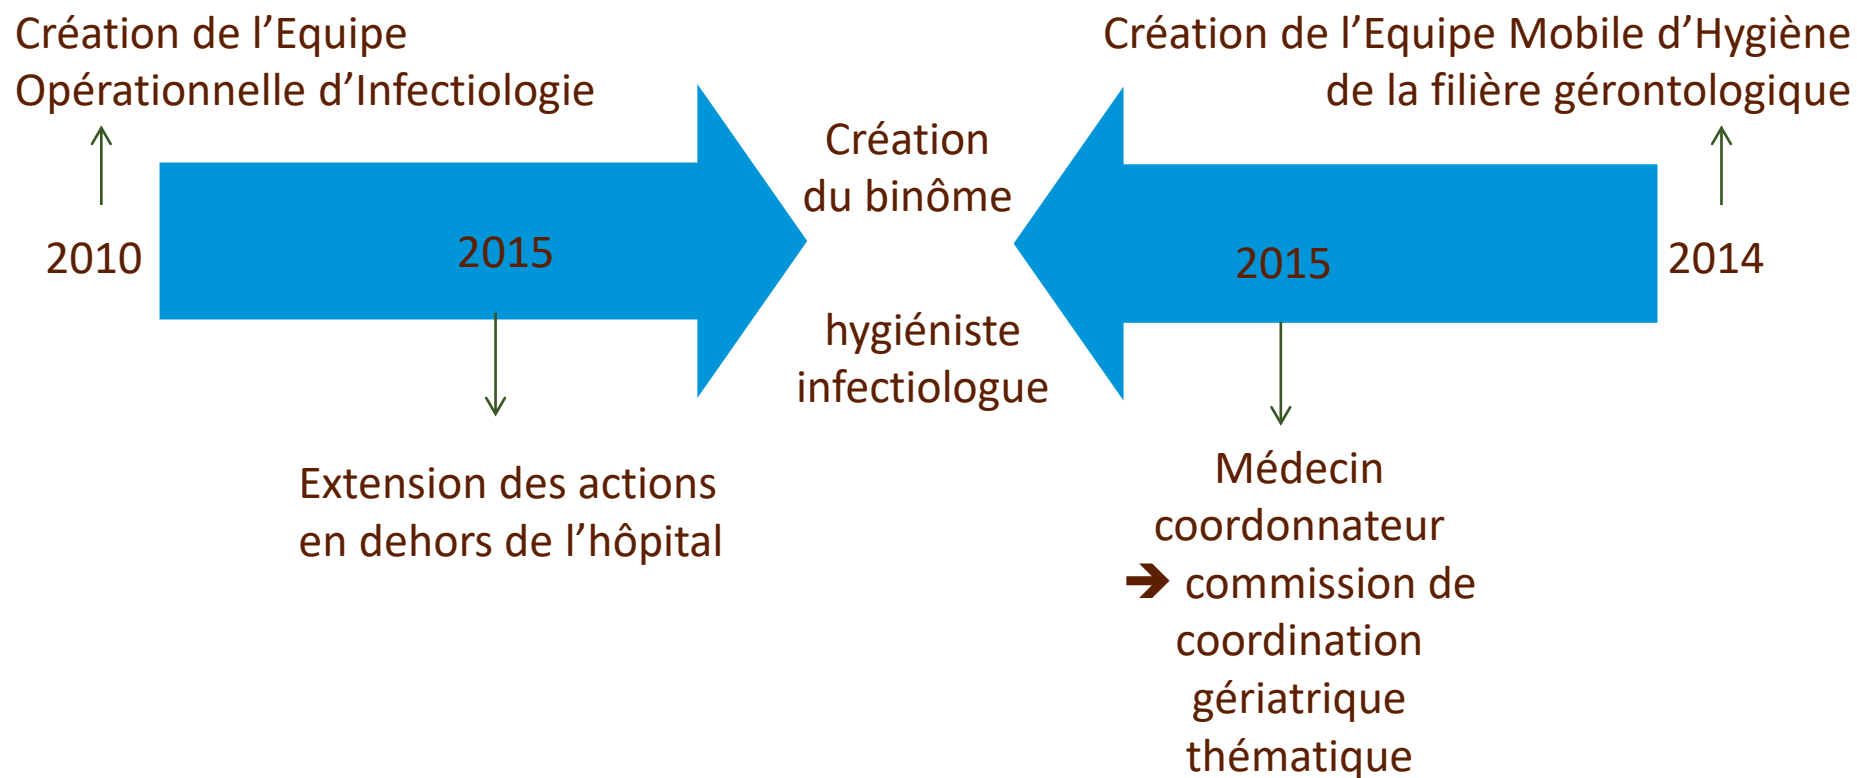 Création de l’Equipe
Opérationnelle d’Infectiologie
Création de l’Equipe Mobile d’Hygiène
de la filière gérontologique
2010
2015
Création
du binôme
hygiéniste
infectiologue
2015
2014
Extension des actions
en dehors de l’hôpital
Médecin
coordonnateur
➔ commission de
coordination
gériatrique
thématique